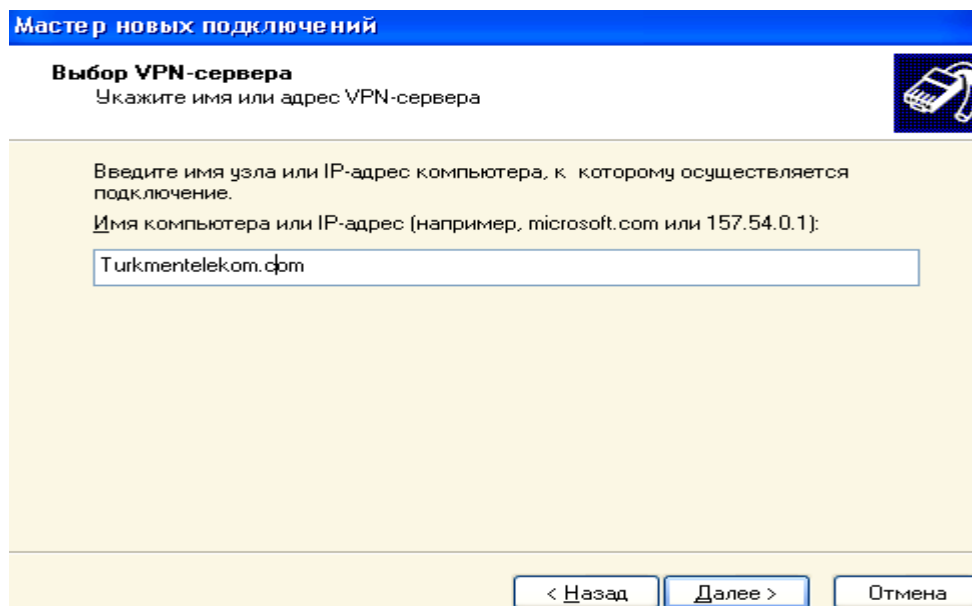 Мастер новых подключений
Выбор VPN-сервера
Укажите имя или адрес VPN-сервера
Введите имя узла или IP-адрес компьютера, к которому осуществляется
подключение.
Имя компьютера или IP-адрес (например, microsoft.com или 157.54.0.1):
Turkmentelekom.com
< Назад Далее > Отмена